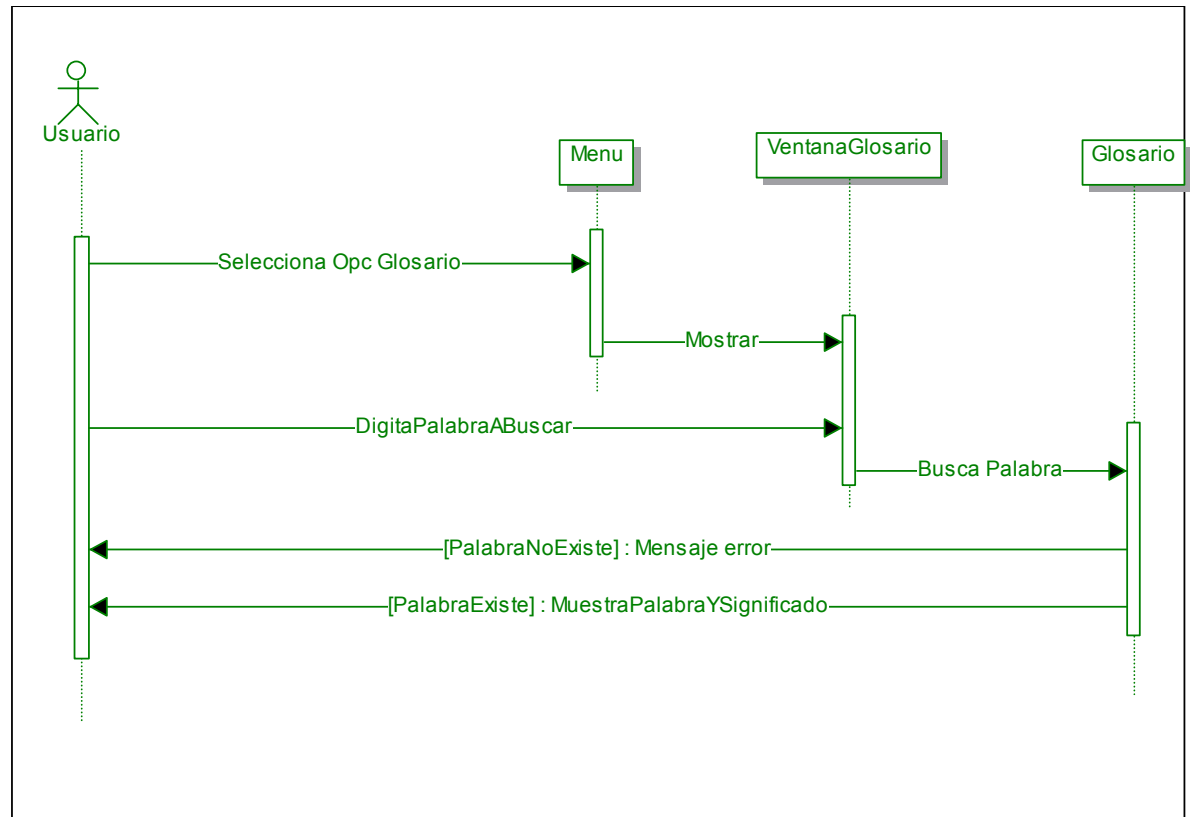 Usuario
Menu
VentanaGlosario
Glosario
Selecciona Opc Glosario
Mostrar
DigitaPalabraABuscar
Busca Palabra
[PalabraNoExiste] : Mensaje error
[PalabraExiste] : MuestraPalabraYSignificado